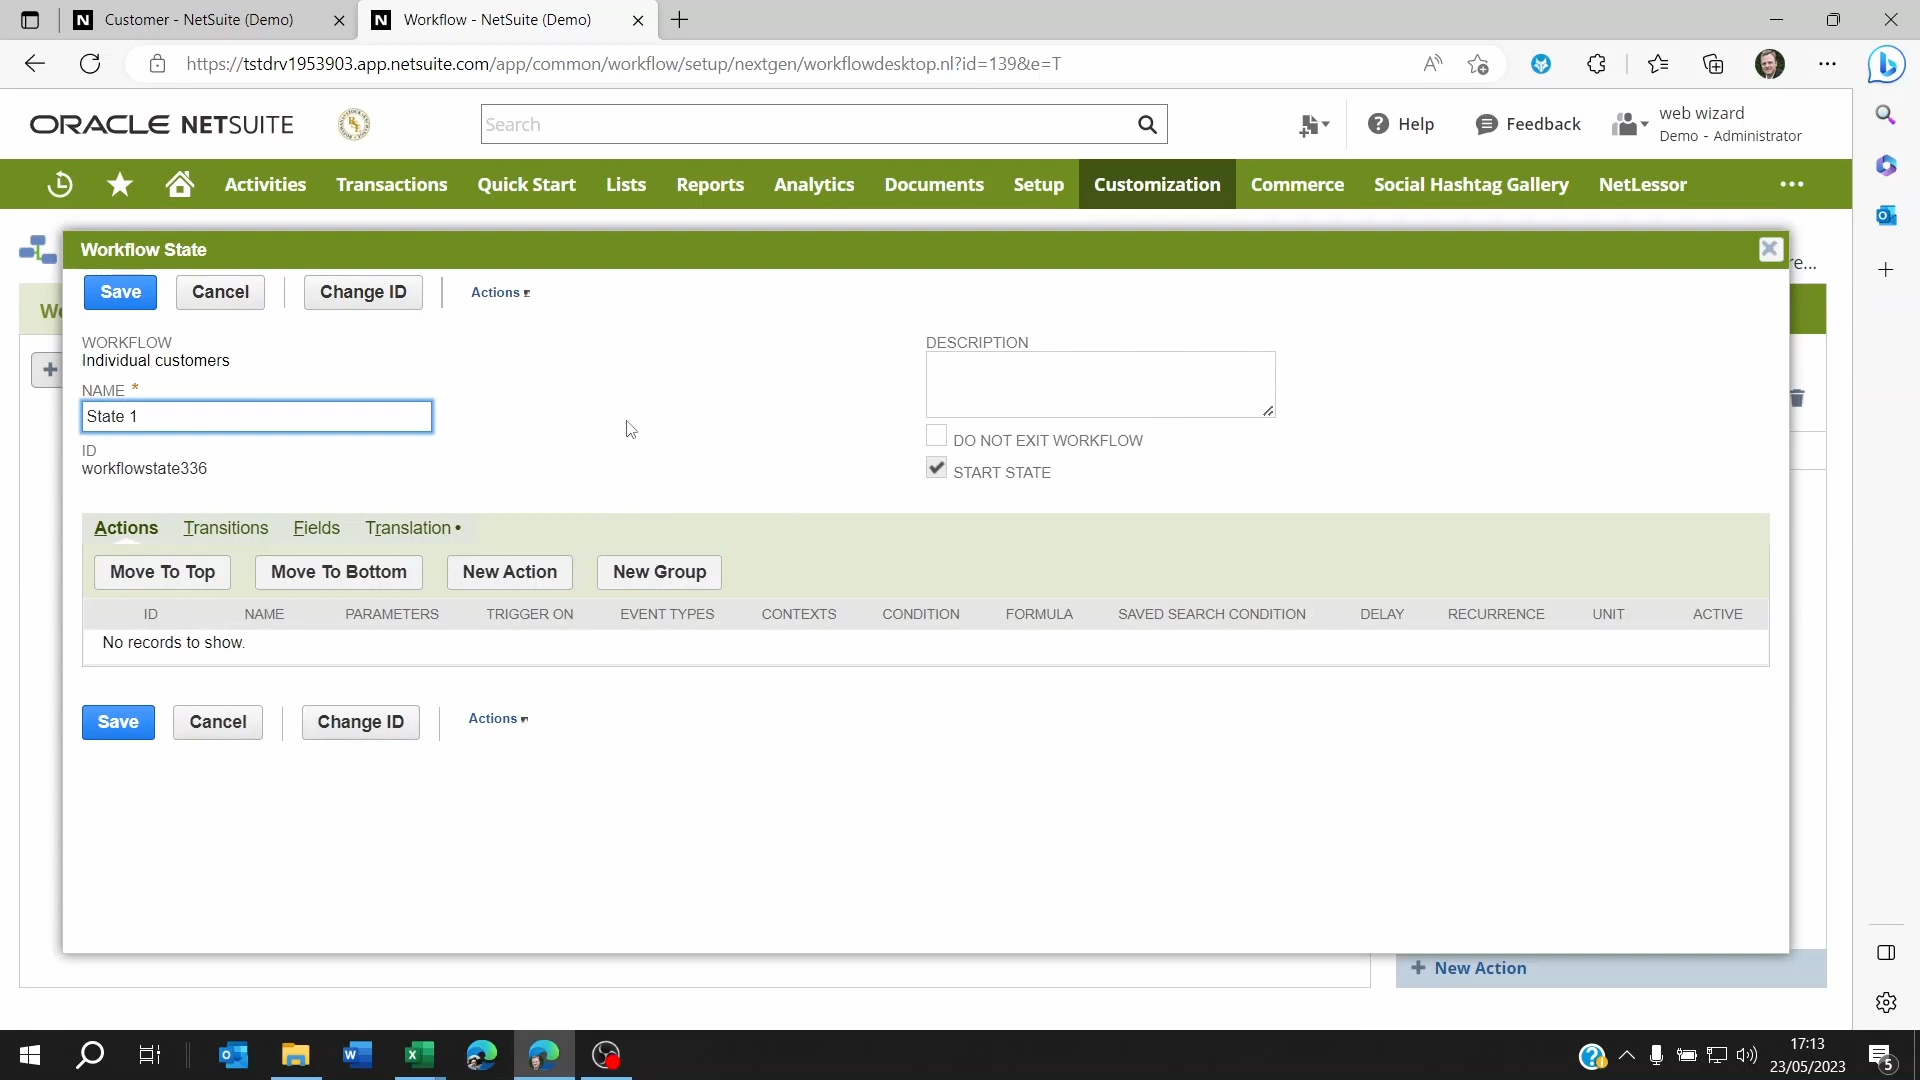 Customer - NetSuite (Demo)
Workflow - NetSuite (Demo)
https://tstdrv1953903.app.netsuite.com/app/common/workflow/setup/nextgen/workflowdesktop.nl?id=139&e=T
ORACLE NETSUITE
Search
Help
Feedback
web wizard
Demo - Administrator
Activities
Transactions
Quick Start
Lists
Reports
Analytics
Documents
Setup
Customization
Commerce
Social Hashtag Gallery
NetLessor
Workflow State
re...
Wo
Save
Cancel
Change ID
Actions
WORKFLOW
Individual customers
NAME *
State 1
ID
workflowstate336
DESCRIPTION
DO NOT EXIT WORKFLOW
START STATE
Actions
Transitions
Fields
Translation •
Move To Top
Move To Bottom
New Action
New Group
ID
NAME
PARAMETERS
TRIGGER ON
EVENT TYPES
CONTEXTS
CONDITION
FORMULA
SAVED SEARCH CONDITION
DELAY
RECURRENCE
UNIT
ACTIVE
No records to show.
Save
Cancel
Change ID
Actions
New Action
17:13
23/05/2023
5